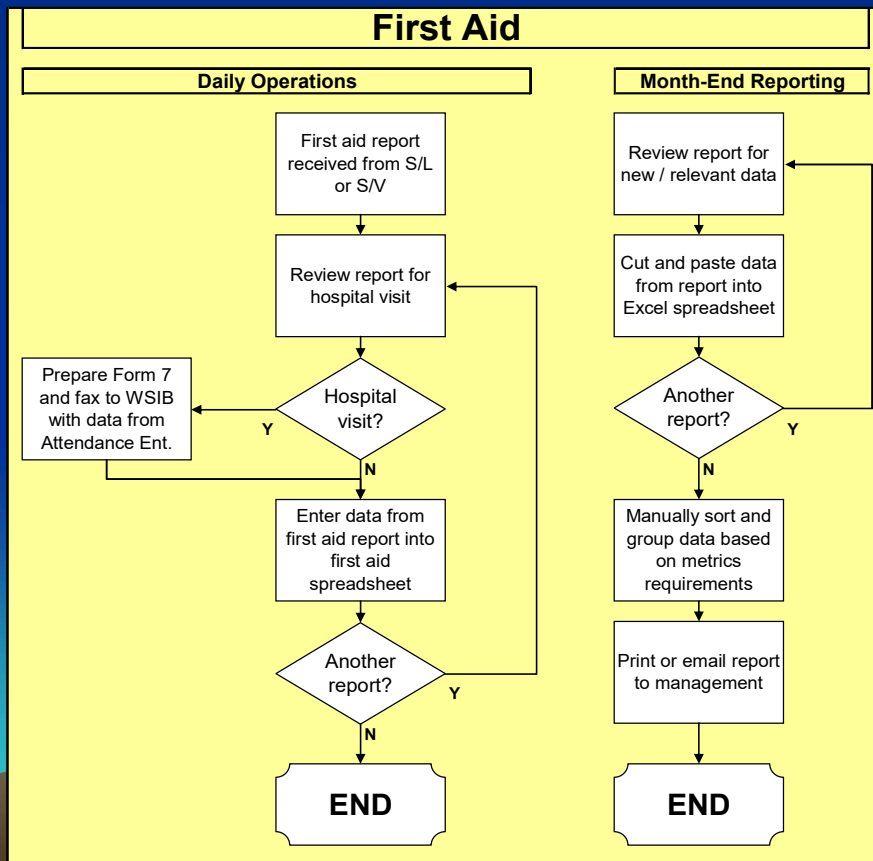 First Aid
Daily Operations
First aid report
received from S/L
or S/V
Review report for
hospital visit
Hospital
visit?
Y
N
Prepare Form 7
and fax to WSIB
with data from
Attendance Ent.
Enter data from
first aid report into
first aid
spreadsheet
Another
report?
Y
N
END
Month-End Reporting
Review report for
new / relevant data
Cut and paste data
from report into
Excel spreadsheet
Another
report?
Y
N
Manually sort and
group data based
on metrics
requirements
Print or email report
to management
END